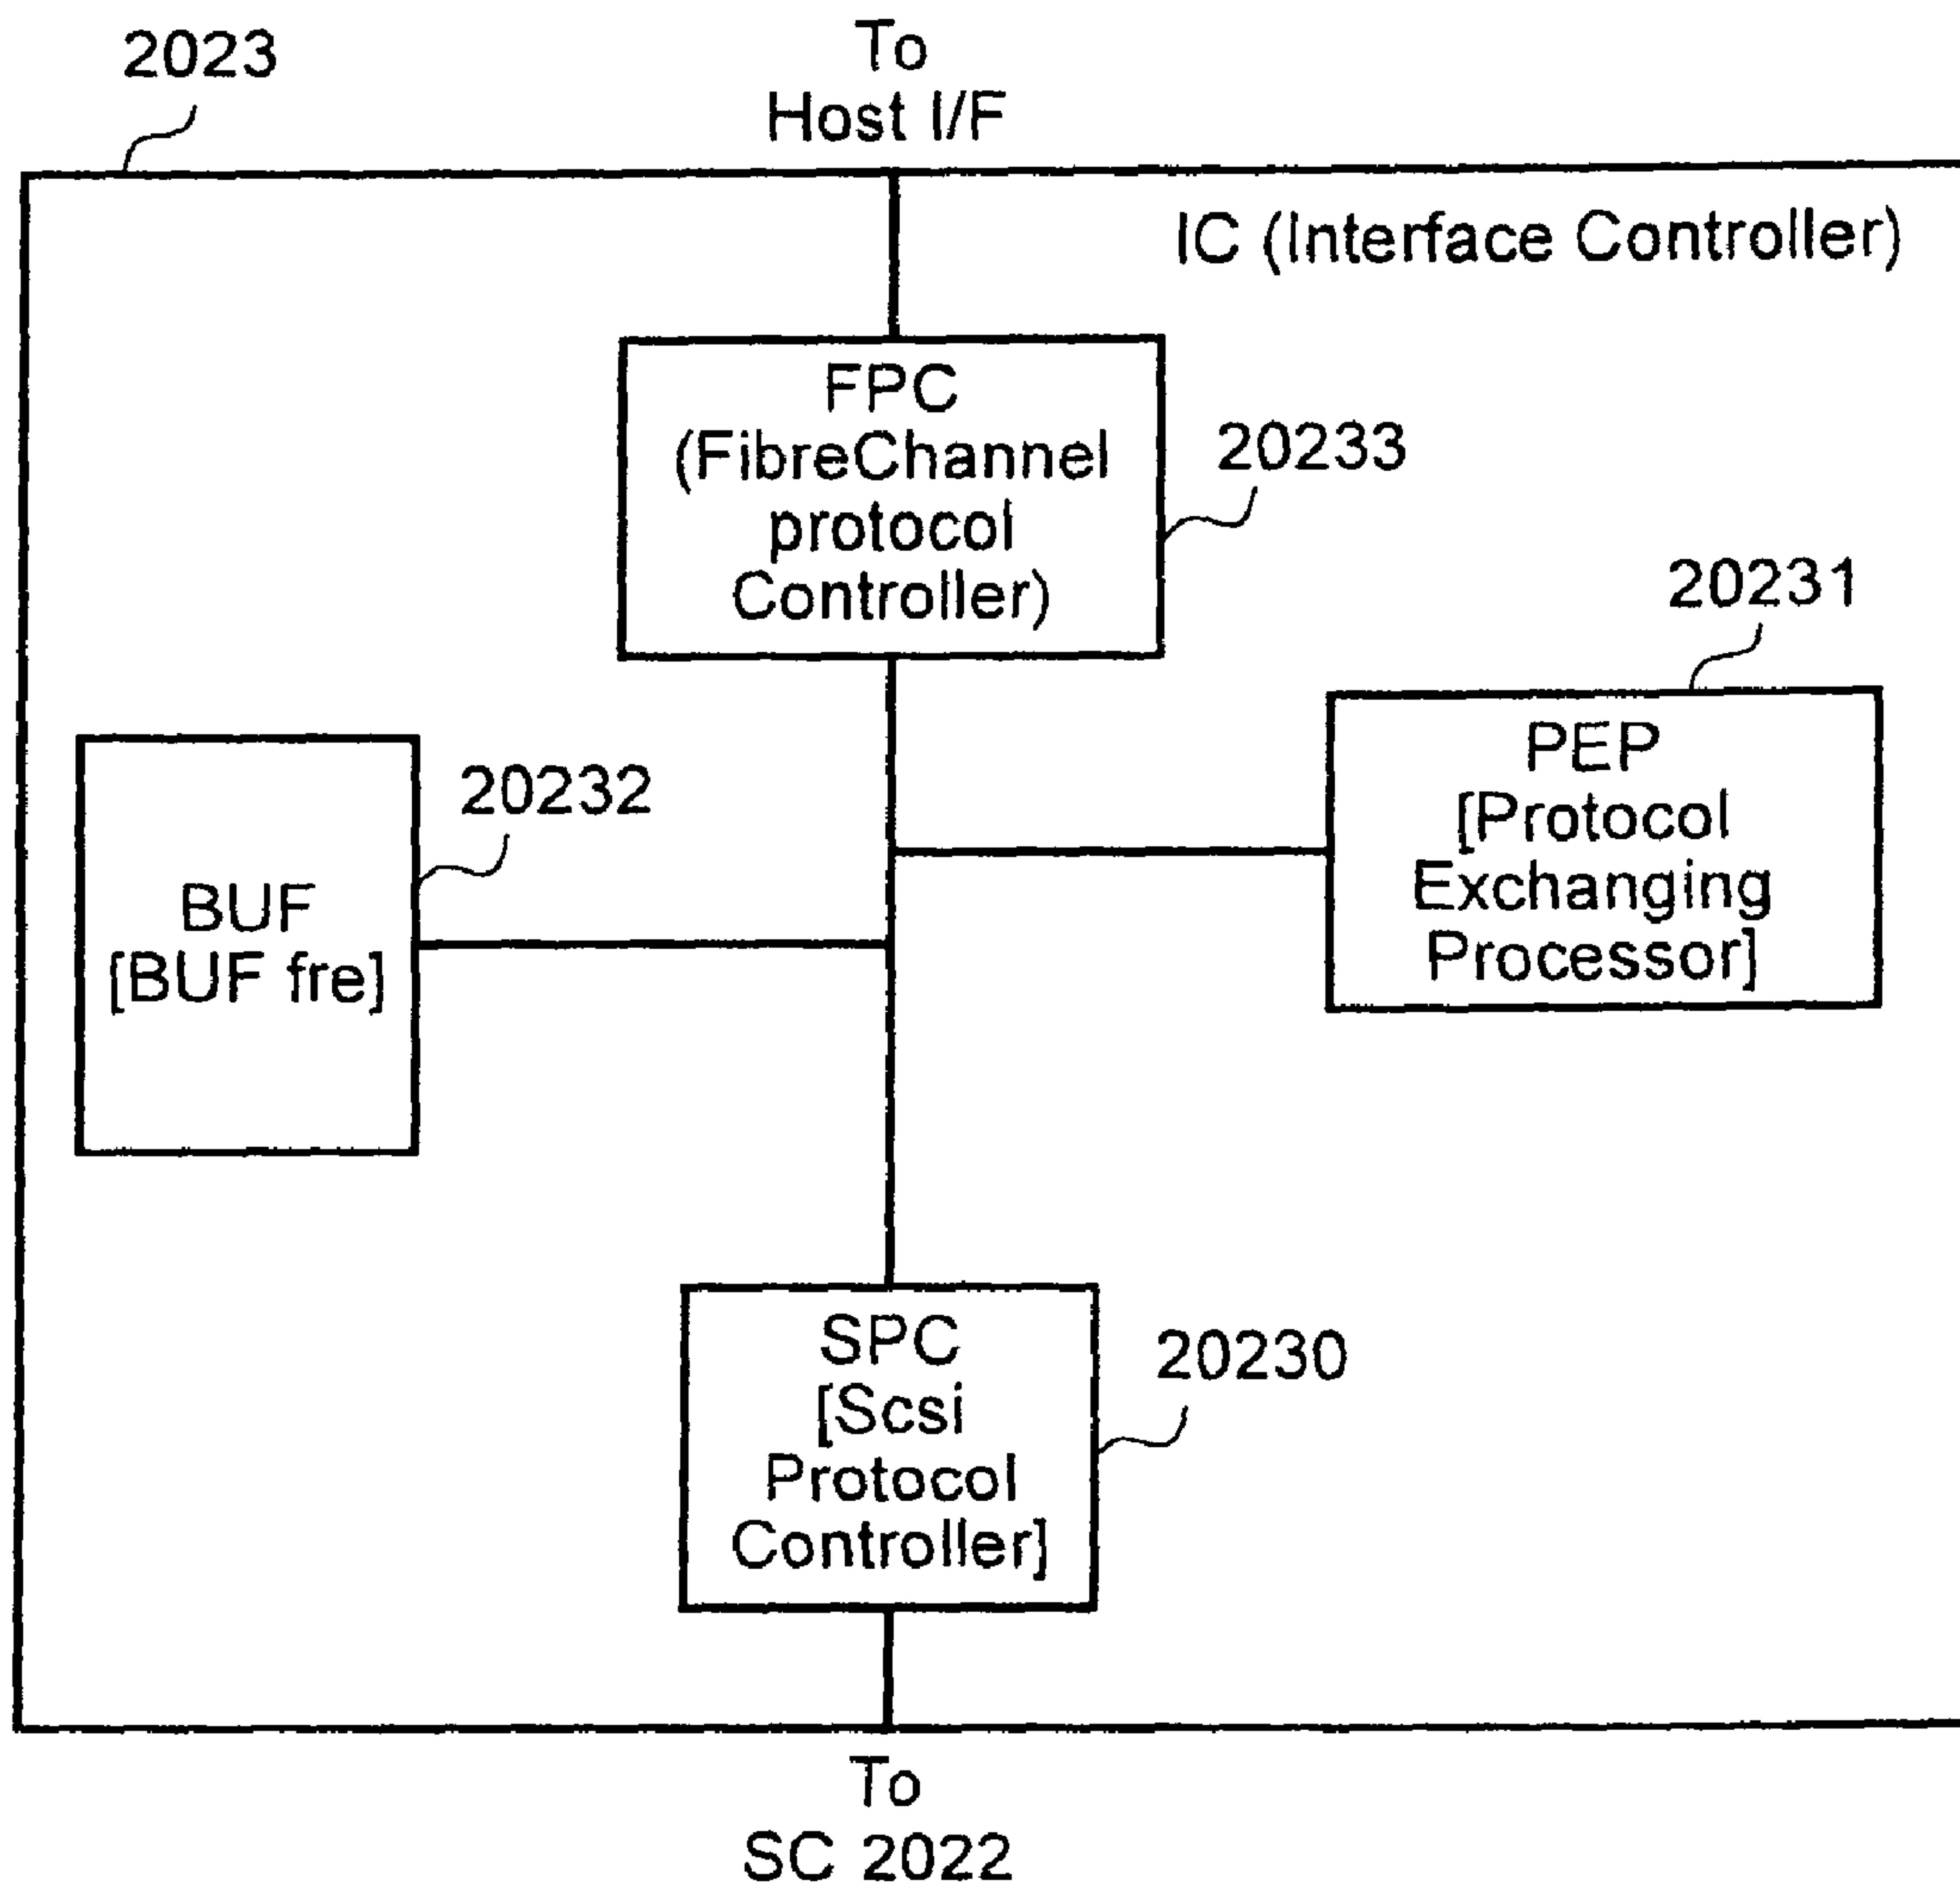 2023
To
Host I/F
IC (Interface Controller)
FPC
(FibreChannel
protocol
Controller)
20233
20231
PEP
[Protocol
Exchanging
Processor]
20232
BUF
[BUF fre]
SPC
[Scsi
Protocol
Controller]
20230
To
SC 2022